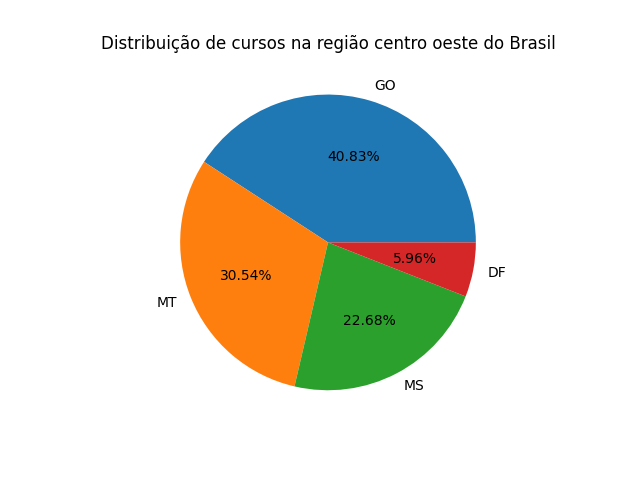 Distribuição de cursos na região centro oeste do Brasil
GO
40.83%
30.54%
5.96%
DF
MT
22.68%
MS